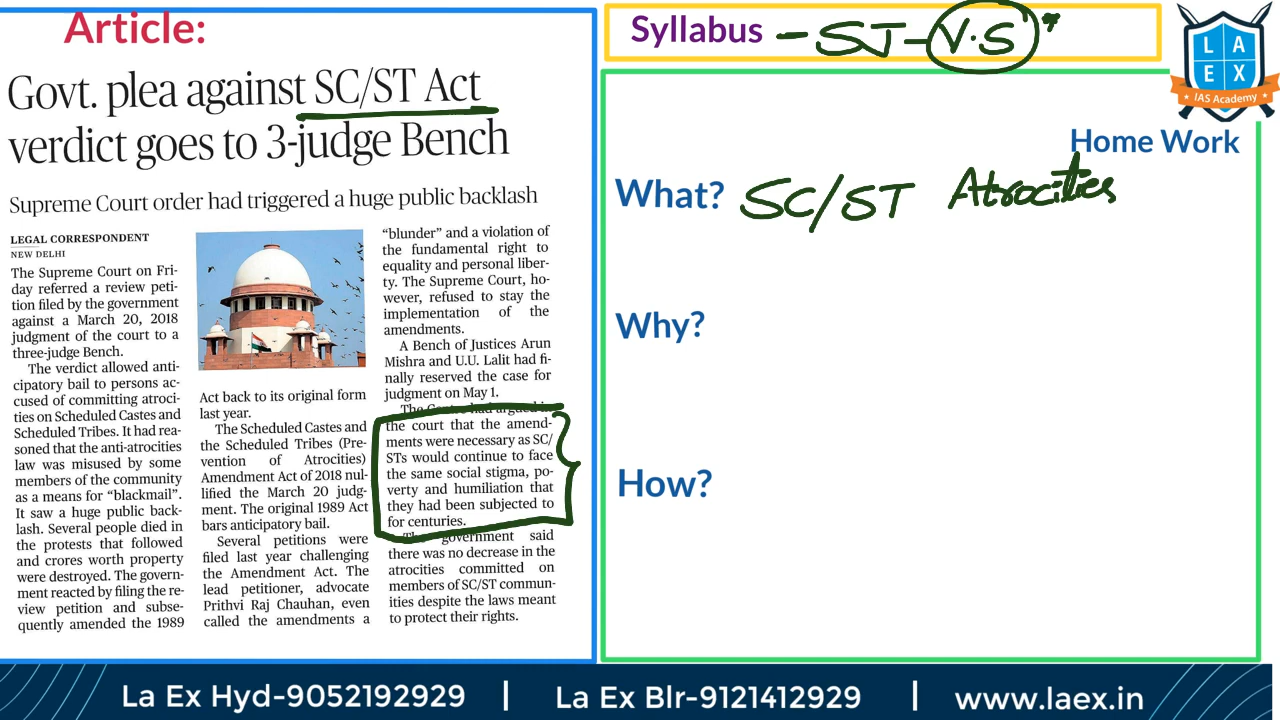 Article:
Govt. plea against SC/ST Act
verdict goes to 3-judge Bench
Supreme Court order had triggered a huge public backlash
LEGAL CORRESPONDENT
NEW DELHI
The Supreme Court on Fri-
day referred a review peti-
tion filed by the government
against a March 20, 2018
judgment of the court to a
three-judge Bench.
The verdict allowed anti-
cipatory bail to persons ac-
cused of committing atroci-
ties on Scheduled Castes and
Scheduled Tribes. It had rea-
soned that the anti-atrocities
law was misused by some
members of the community
as a means for “blackmail”.
It saw a huge public back-
lash. Several people died in
the protests that followed
and crores worth property
were destroyed. The govern-
ment reacted by filing the re-
view petition and subse-
quently amended the 1989
Act back to its original form
last year.
The Scheduled Castes and
the Scheduled Tribes (Pre-
vention of Atrocities)
Amendment Act of 2018 nul-
lified the March 20 judg-
ment. The original 1989 Act
bars anticipatory bail.
Several petitions were
filed last year challenging
the Amendment Act. The
lead petitioner, advocate
Prithvi Raj Chauhan, even
called the amendments a
“blunder” and a violation of
the fundamental right to
equality and personal liber-
ty. The Supreme Court, ho-
wever, refused to stay the
implementation of the
amendments.
A Bench of Justices Arun
Mishra and U.U. Lalit had fi-
nally reserved the case for
judgment on May 1.
The Centre had argued in
the court that the amend-
ments were necessary as SC/
STs would continue to face
the same social stigma, po-
verty and humiliation that
they had been subjected to
for centuries.
The government said
there was no decrease in the
atrocities committed on
members of SC/ST commun-
ities despite the laws meant
to protect their rights.
Syllabus - SJ - V.S
LA
EX
IAS Academy
Home Work
What? SC/ST Atrocities
Why?
How?
La Ex Hyd-9052192929 | La Ex Blr-9121412929 | www.laex.in